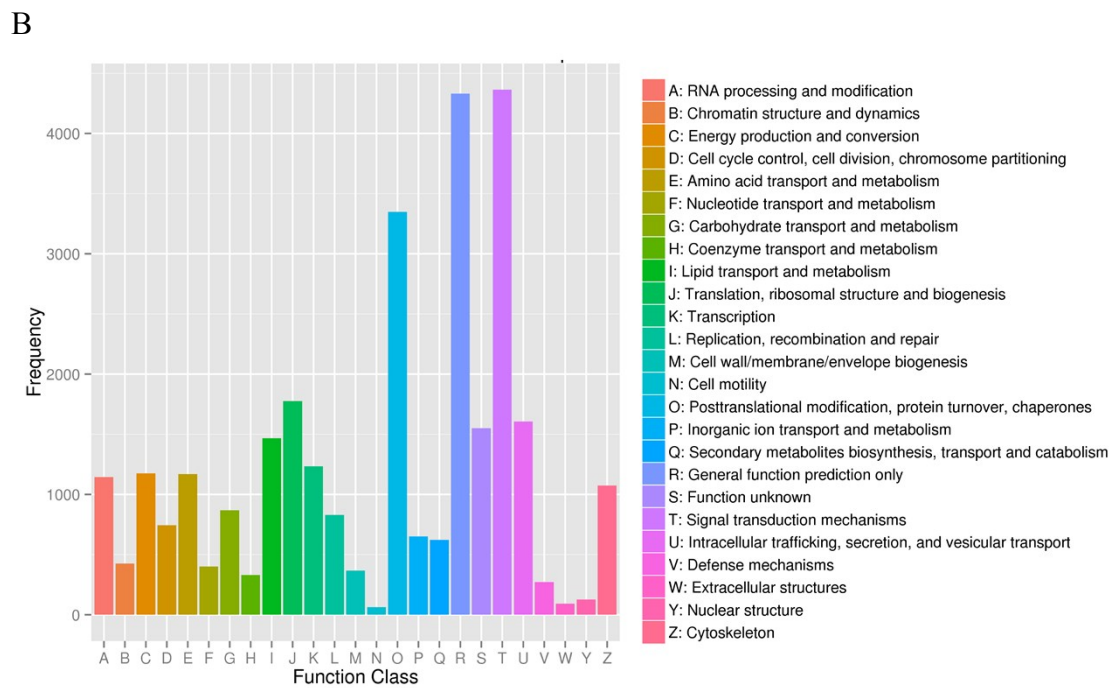 B
Frequency
4000
3000
2000
1000
0
A B C D E F G H I J K L M N O P Q R S T U V W Y Z
Function Class
A: RNA processing and modification
B: Chromatin structure and dynamics
C: Energy production and conversion
D: Cell cycle control, cell division, chromosome partitioning
E: Amino acid transport and metabolism
F: Nucleotide transport and metabolism
G: Carbohydrate transport and metabolism
H: Coenzyme transport and metabolism
I: Lipid transport and metabolism
J: Translation, ribosomal structure and biogenesis
K: Transcription
L: Replication, recombination and repair
M: Cell wall/membrane/envelope biogenesis
N: Cell motility
O: Posttranslational modification, protein turnover, chaperones
P: Inorganic ion transport and metabolism
Q: Secondary metabolites biosynthesis, transport and catabolism
R: General function prediction only
S: Function unknown
T: Signal transduction mechanisms
U: Intracellular trafficking, secretion, and vesicular transport
V: Defense mechanisms
W: Extracellular structures
Y: Nuclear structure
Z: Cytoskeleton